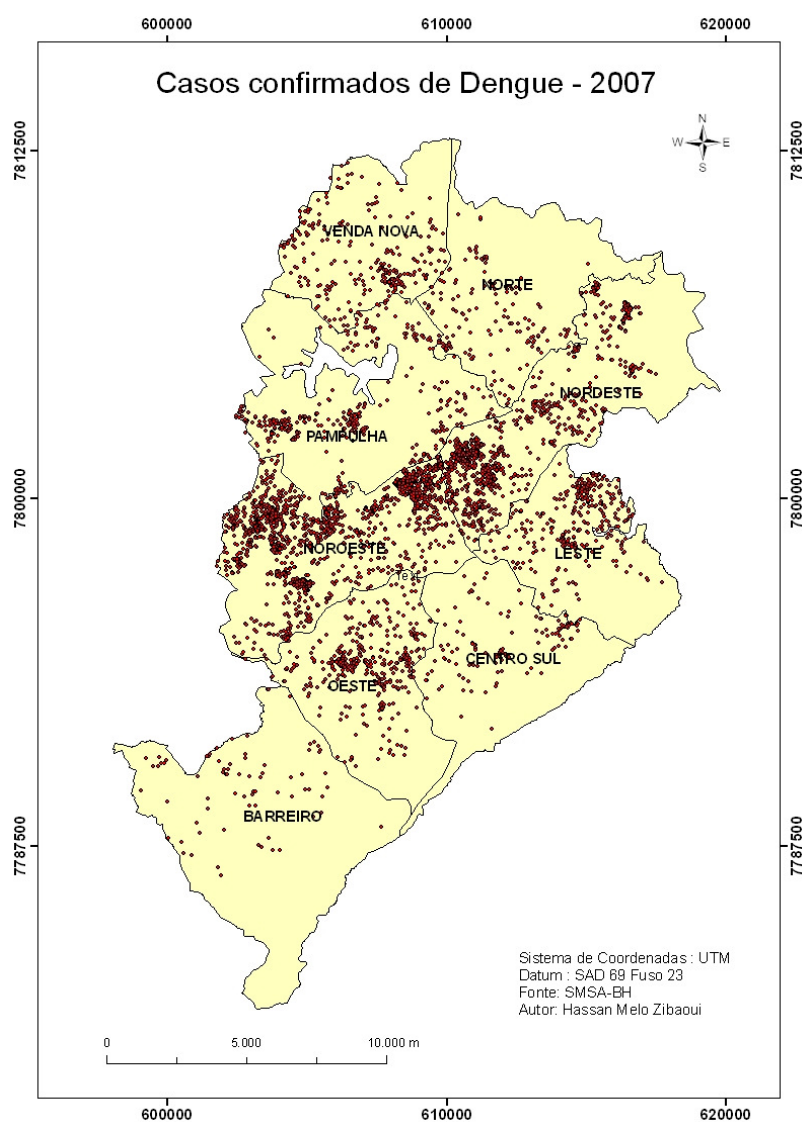 600000
610000
620000
Casos confirmados de Dengue - 2007
N
W
E
S
7812500
7812500
VENDA NOVA
NORTE
NORDESTE
PAMPULHA
7800000
7800000
NOROESTE
LESTE
Text
CENTRO SUL
OESTE
BARREIRO
7787500
7787500
Sistema de Coordenadas : UTM
Datum : SAD 69 Fuso 23
Fonte: SMSA-BH
Autor: Hassan Melo Zibaoui
0
5.000
10.000 m
600000
610000
620000